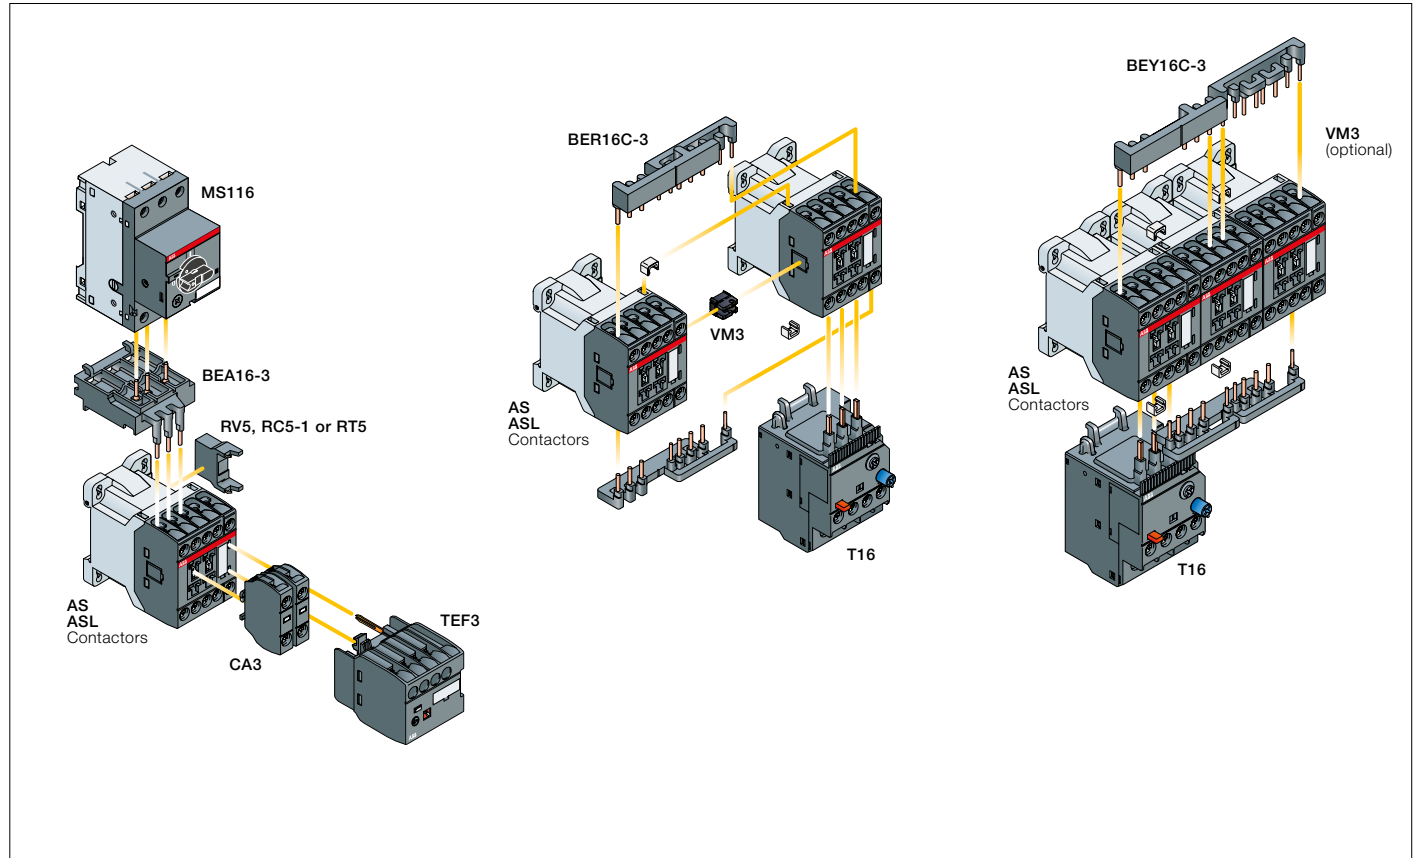 MS116
BEA16-3
RV5, RC5-1 or RT5
AS
ASL
Contactors
CA3
TEF3
BER16C-3
VM3
AS
ASL
Contactors
T16
BEY16C-3
VM3
(optional)
AS
ASL
Contactors
T16